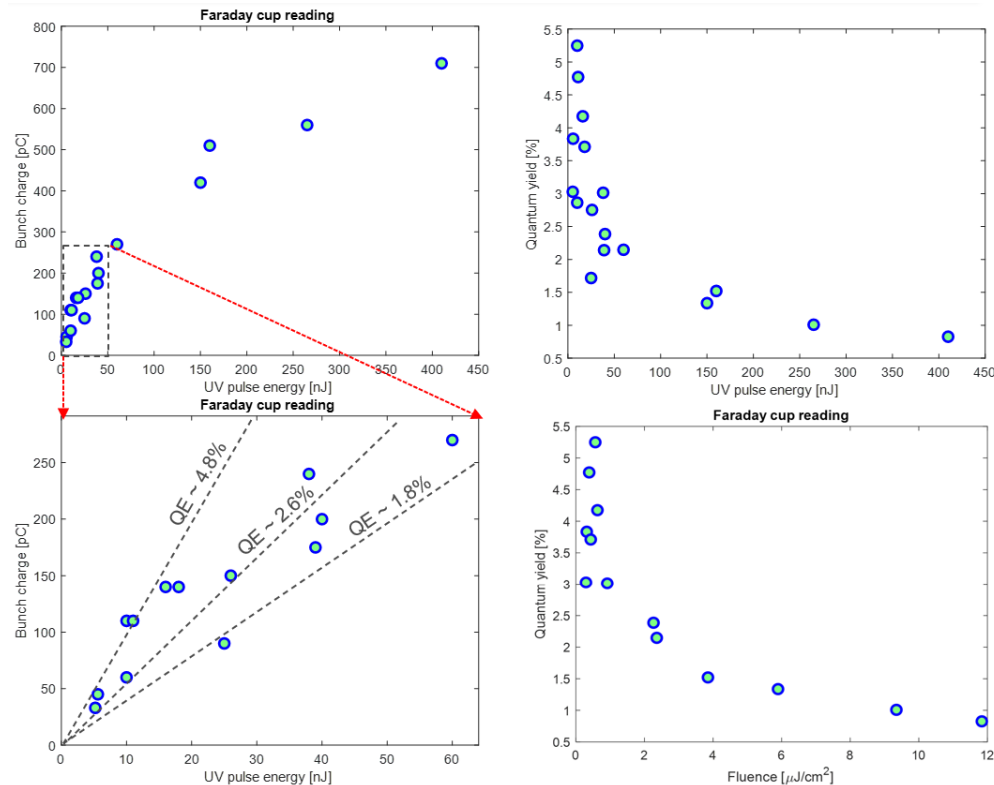 Faraday cup reading
Bunch charge [pC]
800
700
600
500
400
300
200
100
0
0 50 100 150 200 250 300 350 400 450
UV pulse energy [nJ]
Quantum yield [%]
5.5
5
4.5
4
3.5
3
2.5
2
1.5
1
0.5
0 50 100 150 200 250 300 350 400 450
UV pulse energy [nJ]
Faraday cup reading
Bunch charge [pC]
250
200
150
100
50
0
QE ~ 4.8%
QE ~ 2.6%
QE ~ 1.8%
0 10 20 30 40 50 60
UV pulse energy [nJ]
Faraday cup reading
Quantum yield [%]
5.5
5
4.5
4
3.5
3
2.5
2
1.5
1
0.5
0 2 4 6 8 10 12
Fluence [μJ/cm²]